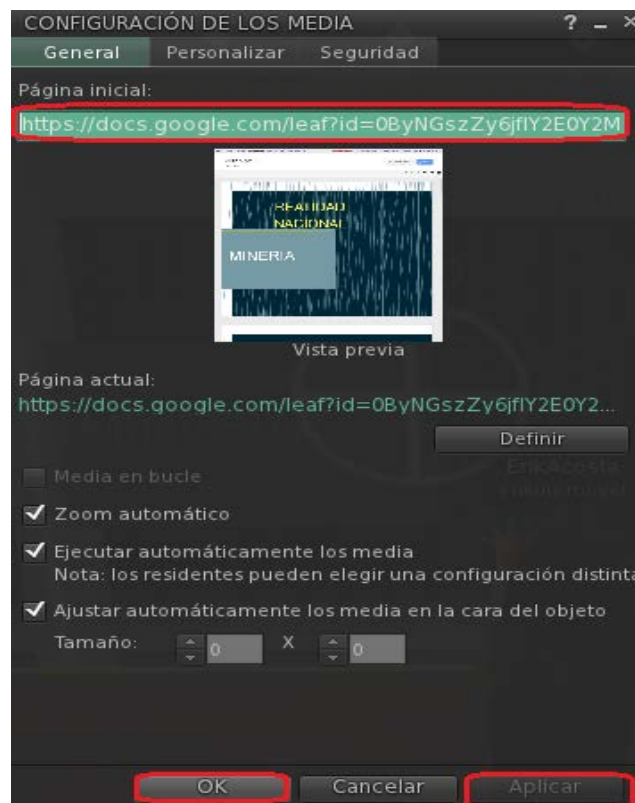 CONFIGURACIÓN DE LOS MEDIA ? – ×
General Personalizar Seguridad
Página inicial:
https://docs.google.com/leaf?id=0ByNGszZy6jflY2E0Y2M
REALIDAD
NACIONAL
MINERIA
Vista previa
Página actual:
https://docs.google.com/leaf?id=0ByNGszZy6jflY2E0Y2...
Definir
ErikAcosta
Media en bucle
Zoom automático
Ejecutar automáticamente los media
Nota: los residentes pueden elegir una configuración distinta
Ajustar automáticamente los media en la cara del objeto
Tamaño: 0 X 0
OK Cancelar Aplicar